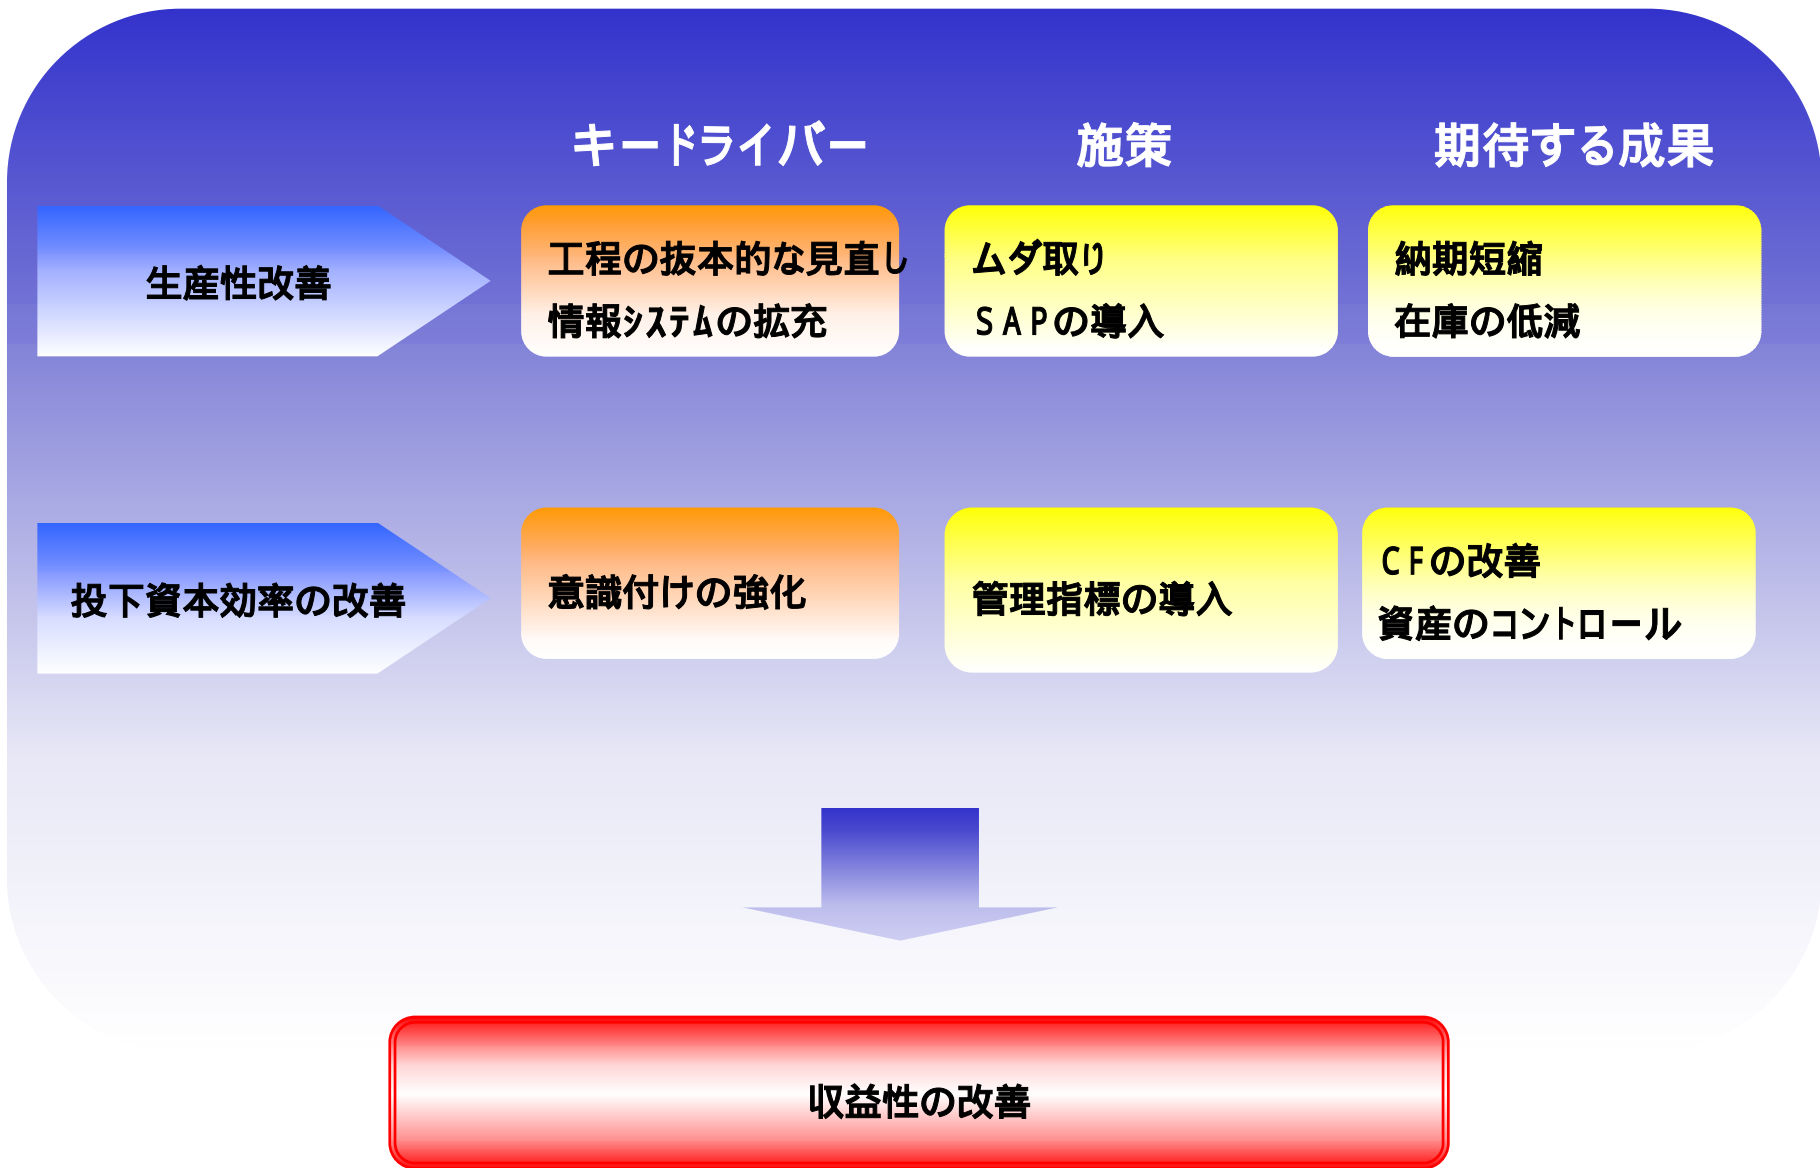 キードライバー 施策 期待する成果
生産性改善
工程の抜本的な見直し
情報ｼｽﾃﾑの拡充
ムダ取り
ＳＡＰの導入
納期短縮
在庫の低減
投下資本効率の改善
意識付けの強化
管理指標の導入
ＣＦの改善
資産のコントロール
収益性の改善